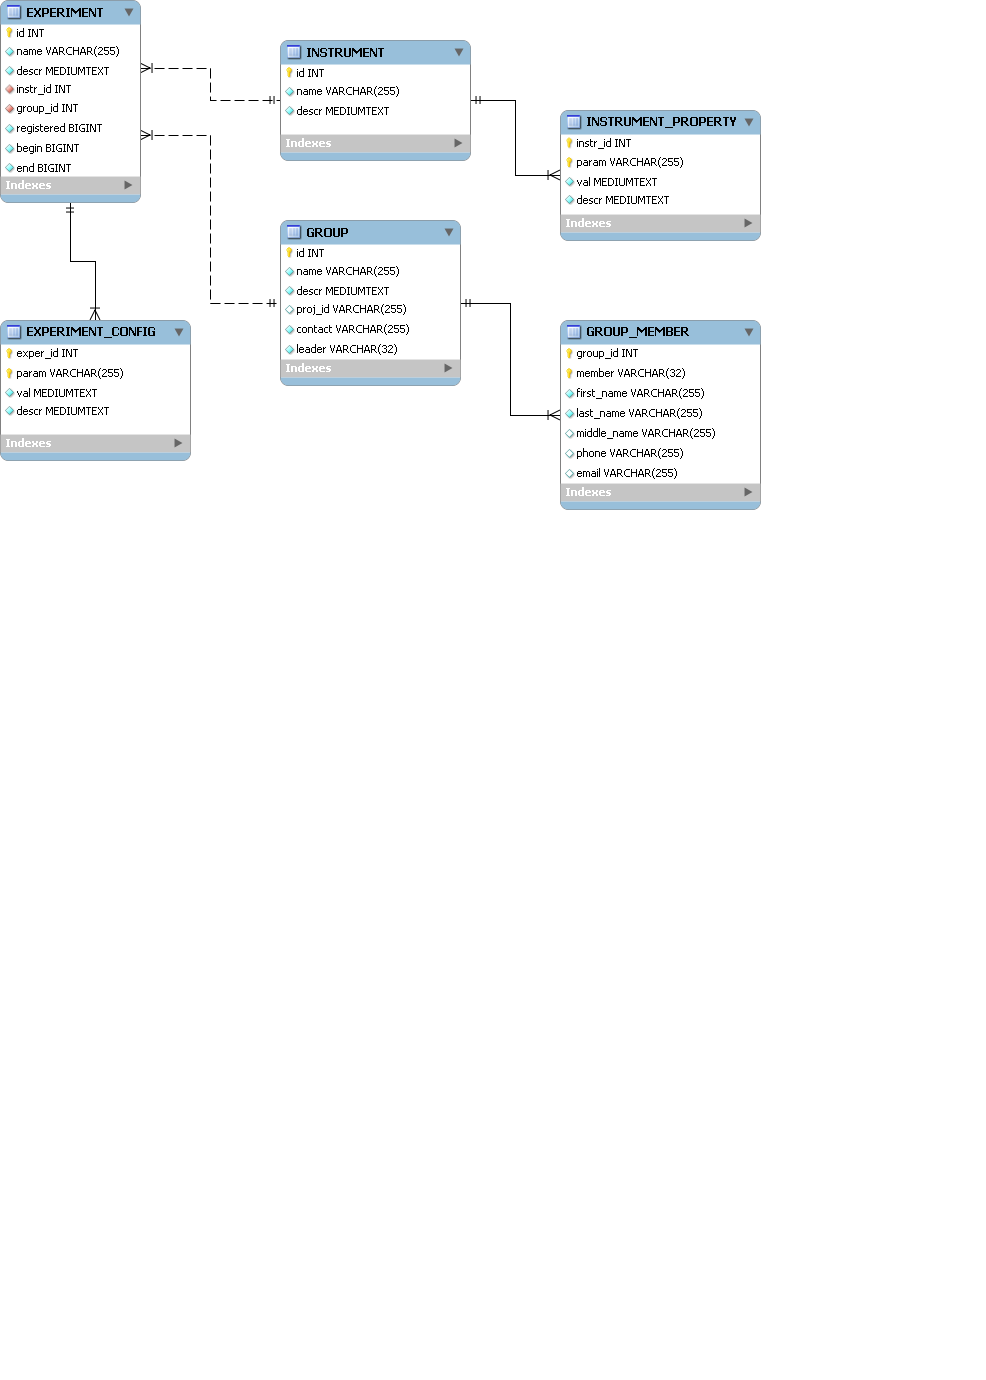 EXPERIMENT
id INT
name VARCHAR(255)
descr MEDIUMTEXT
instr_id INT
group_id INT
registered BIGINT
begin BIGINT
end BIGINT
Indexes
INSTRUMENT
id INT
name VARCHAR(255)
descr MEDIUMTEXT
Indexes
INSTRUMENT_PROPERTY
instr_id INT
param VARCHAR(255)
val MEDIUMTEXT
descr MEDIUMTEXT
Indexes
GROUP
id INT
name VARCHAR(255)
descr MEDIUMTEXT
proj_id VARCHAR(255)
contact VARCHAR(255)
leader VARCHAR(32)
Indexes
EXPERIMENT_CONFIG
exper_id INT
param VARCHAR(255)
val MEDIUMTEXT
descr MEDIUMTEXT
Indexes
GROUP_MEMBER
group_id INT
member VARCHAR(32)
first_name VARCHAR(255)
last_name VARCHAR(255)
middle_name VARCHAR(255)
phone VARCHAR(255)
email VARCHAR(255)
Indexes